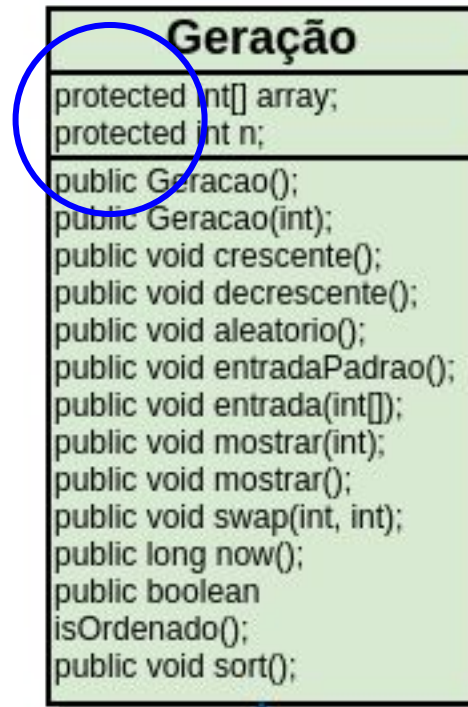 Geração
protected int[] array;
protected int n;
public Geracao();
public Geracao(int);
public void crescente();
public void decrescente();
public void aleatorio();
public void entradaPadrao();
public void entrada(int[]);
public void mostrar(int);
public void mostrar();
public void swap(int, int);
public long now();
public boolean
isOrdenado();
public void sort();